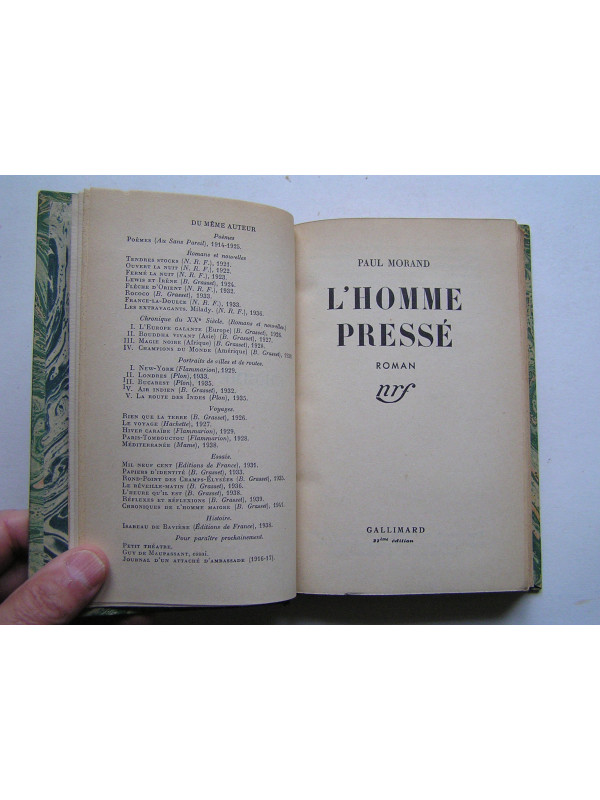 DU MÊME AUTEUR
Poèmes
POÈMES (Au Sans Pareil), 1914-1925.
Romans et nouvelles
TENDRES STOCKS (N. R. F.), 1921.
OUVERT LA NUIT (N. R. F.), 1922.
FERMÉ LA NUIT (N. R. F.), 1923.
LEWIS ET IRÈNE (B. Grasset), 1924.
FLÈCHE D'ORIENT (N. R. F.), 1932.
ROCOCO (B. Grasset), 1933.
FRANCE-LA-DOULCE (N. R. F.), 1933.
LES EXTRAVAGANTS. Milady. (N. R. F.), 1936.
Chronique du XXe Siècle. (Romans et nouvelles)
I. L'EUROPE GALANTE (Europe) (B. Grasset), 1926.
II. BOUDDHA VIVANT (Asie) (B. Grasset), 1927.
III. MAGIE NOIRE (Afrique) (B. Grasset), 1928.
IV. CHAMPIONS DU MONDE (Amérique) (B. Grasset),
Portraits de villes et de routes.
I. NEW-YORK (Flammarion), 1929.
II. LONDRES (Plon), 1933.
III. BUCAREST (Plon), 1935.
IV. AIR INDIEN (B. Grasset), 1932.
V. LA ROUTE DES INDES (Plon), 1935.
Voyages.
RIEN QUE LA TERRE (B. Grasset), 1926.
LE VOYAGE (Hachette), 1927.
HIVER CARAÏBE (Flammarion), 1929.
PARIS-TOMBOUCTOU (Flammarion), 1928.
MÉDITERRANÉE (Mame), 1938.
Essais.
MIL NEUF CENT (Éditions de France), 1931.
PAPIERS D'IDENTITÉ (B. Grasset), 1933.
ROND-POINT DES CHAMPS-ÉLYSÉES (B. Grasset), 1935.
LE RÉVEILLE-MATIN (B. Grasset), 1936.
L'HEURE QU'IL EST (B. Grasset), 1938.
RÉFLEXES ET RÉFLEXIONS (B. Grasset), 1939.
CHRONIQUES DE L'HOMME MAIGRE (B. Grasset), 1941.
Histoire.
ISABEAU DE BAVIÈRE (Éditions de France), 1938.
Pour paraître prochainement.
PETIT THÉATRE.
GUY DE MAUPASSANT, essai.
JOURNAL D'UN ATTACHÉ D'AMBASSADE (1916-17)
PAUL MORAND
L'HOMME
PRESSÉ
ROMAN
nrf
GALLIMARD
édition